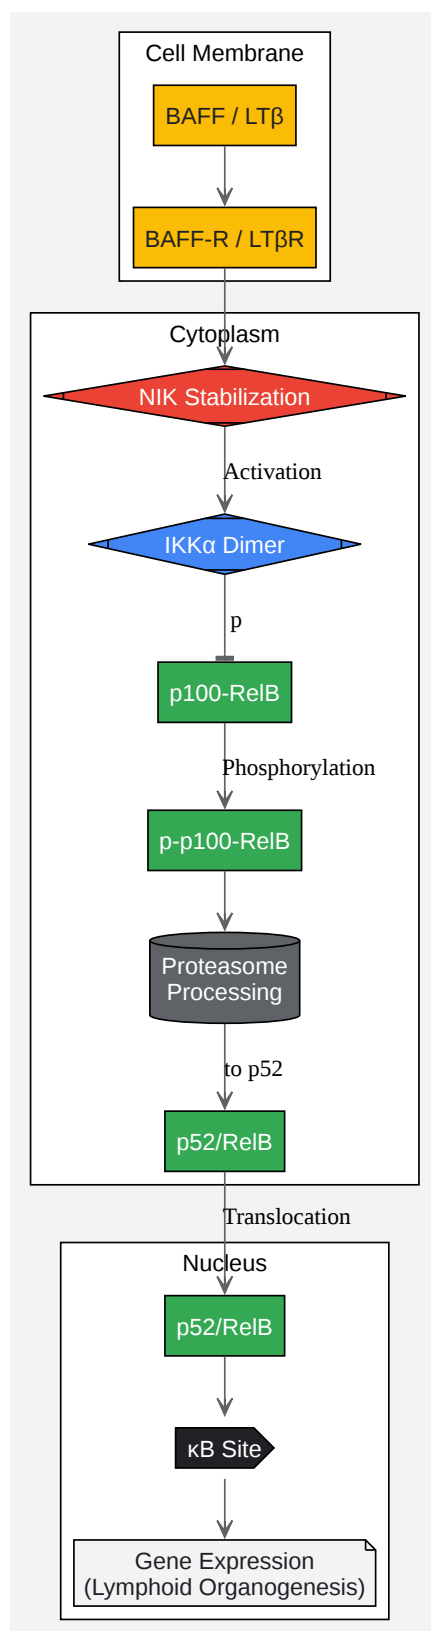 Cell Membrane
BAFF / LTβ
BAFF-R / LTβR
Cytoplasm
NIK Stabilization
Activation
IKKα Dimer
p
p100-RelB
Phosphorylation
p-p100-RelB
Proteasome
Processing
to p52
p52/RelB
Translocation
Nucleus
p52/RelB
κB Site
Gene Expression
(Lymphoid Organogenesis)